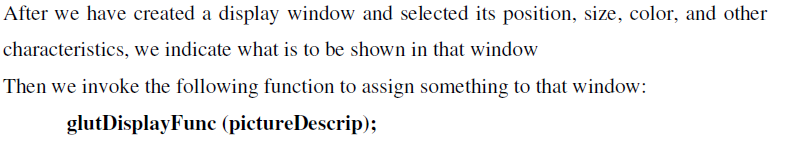 After we have created a display window and selected its position, size, color, and other
characteristics, we indicate what is to be shown in that window
Then we invoke the following function to assign something to that window:
glutDisplayFunc (pictureDescrip);